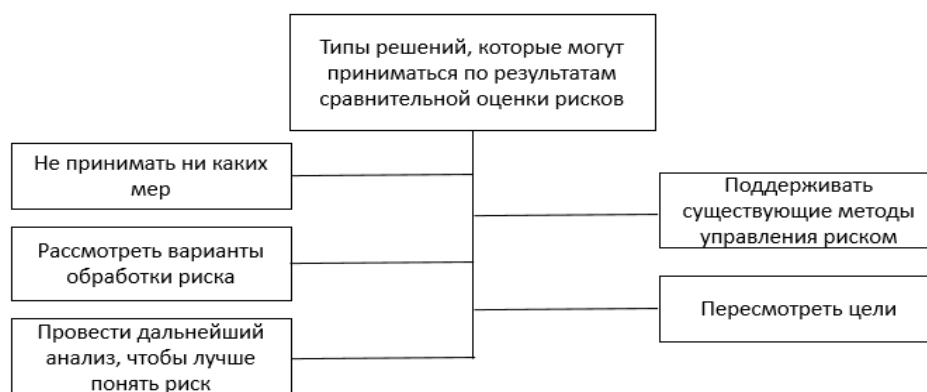 Типы решений, которые могут
приниматься по результатам
сравнительной оценки рисков
Не принимать ни каких
мер
Рассмотреть варианты
обработки риска
Провести дальнейший
анализ, чтобы лучше
понять риск
Поддерживать
существующие методы
управления риском
Пересмотреть цели